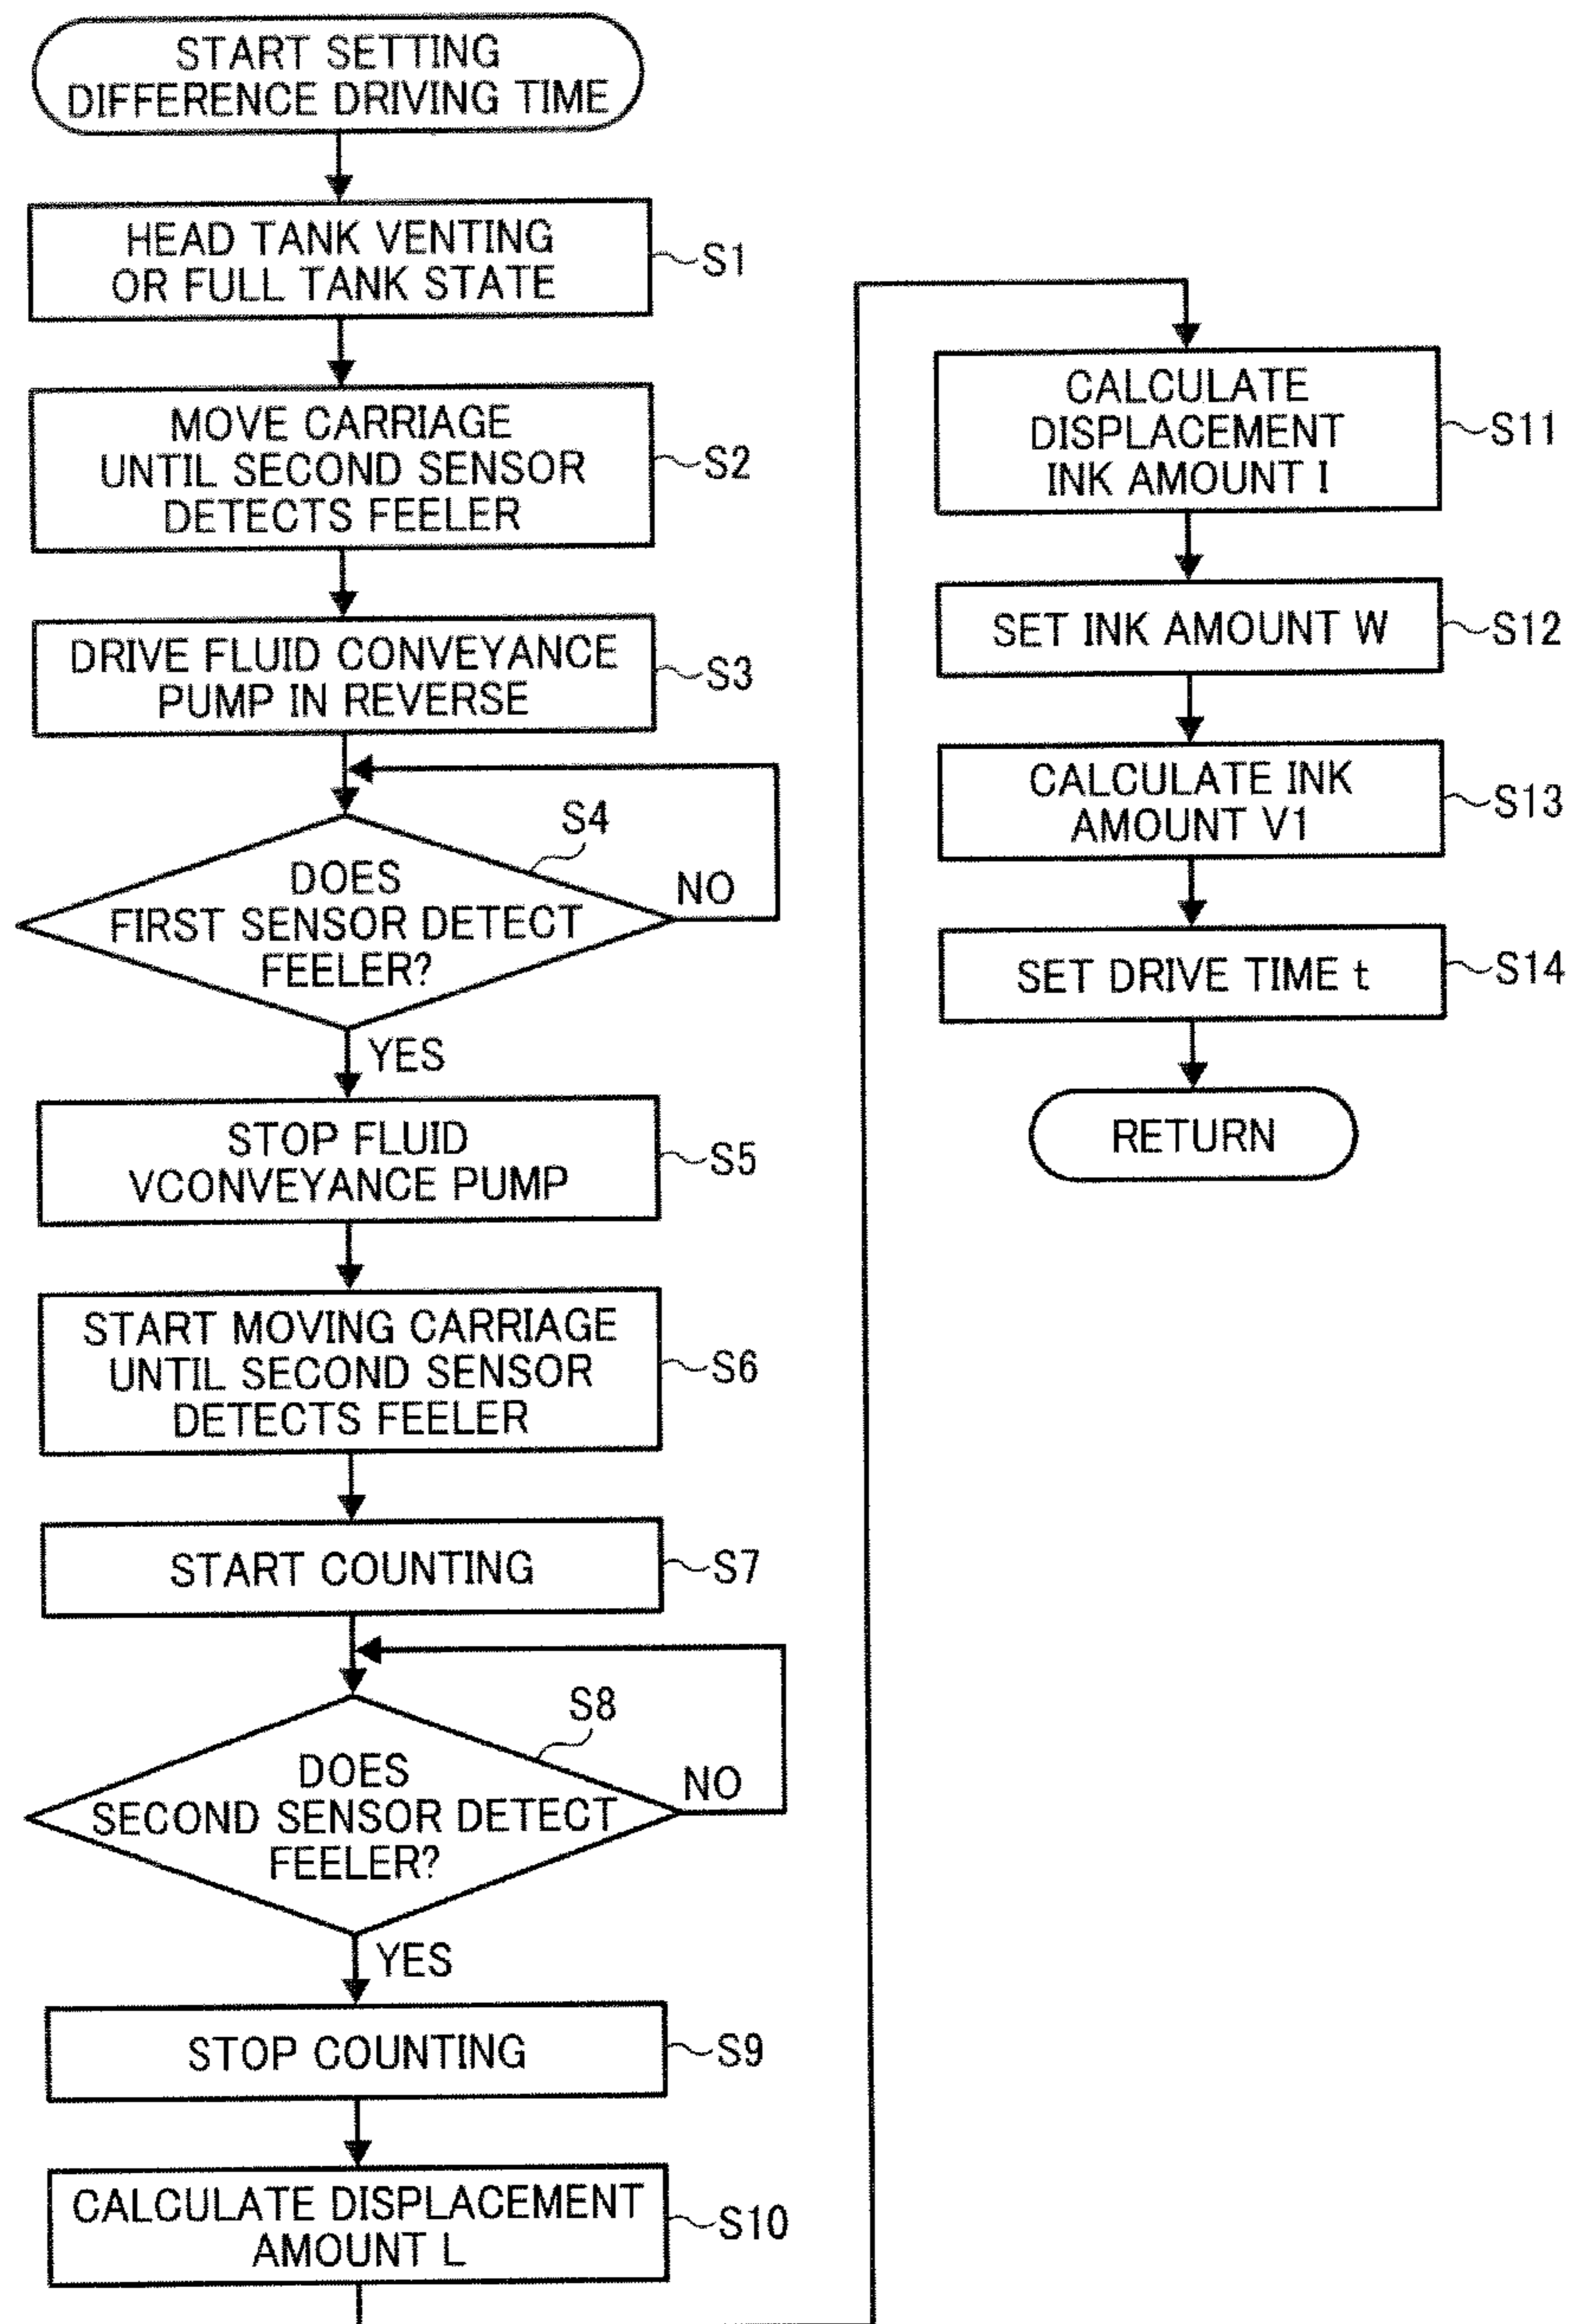 START SETTING
DIFFERENCE DRIVING TIME
HEAD TANK VENTING
OR FULL TANK STATE
S1
MOVE CARRIAGE
UNTIL SECOND SENSOR
DETECTS FEELER
S2
DRIVE FLUID CONVEYANCE
PUMP IN REVERSE
S3
S4
DOES
FIRST SENSOR DETECT
FEELER?
NO
YES
STOP FLUID
VCONVEYANCE PUMP
S5
START MOVING CARRIAGE
UNTIL SECOND SENSOR
DETECTS FEELER
S6
START COUNTING
S7
S8
DOES
SECOND SENSOR DETECT
FEELER?
NO
YES
STOP COUNTING
S9
CALCULATE DISPLACEMENT
AMOUNT L
S10
CALCULATE
DISPLACEMENT
INK AMOUNT I
S11
SET INK AMOUNT W
S12
CALCULATE INK
AMOUNT V1
S13
SET DRIVE TIME t
S14
RETURN